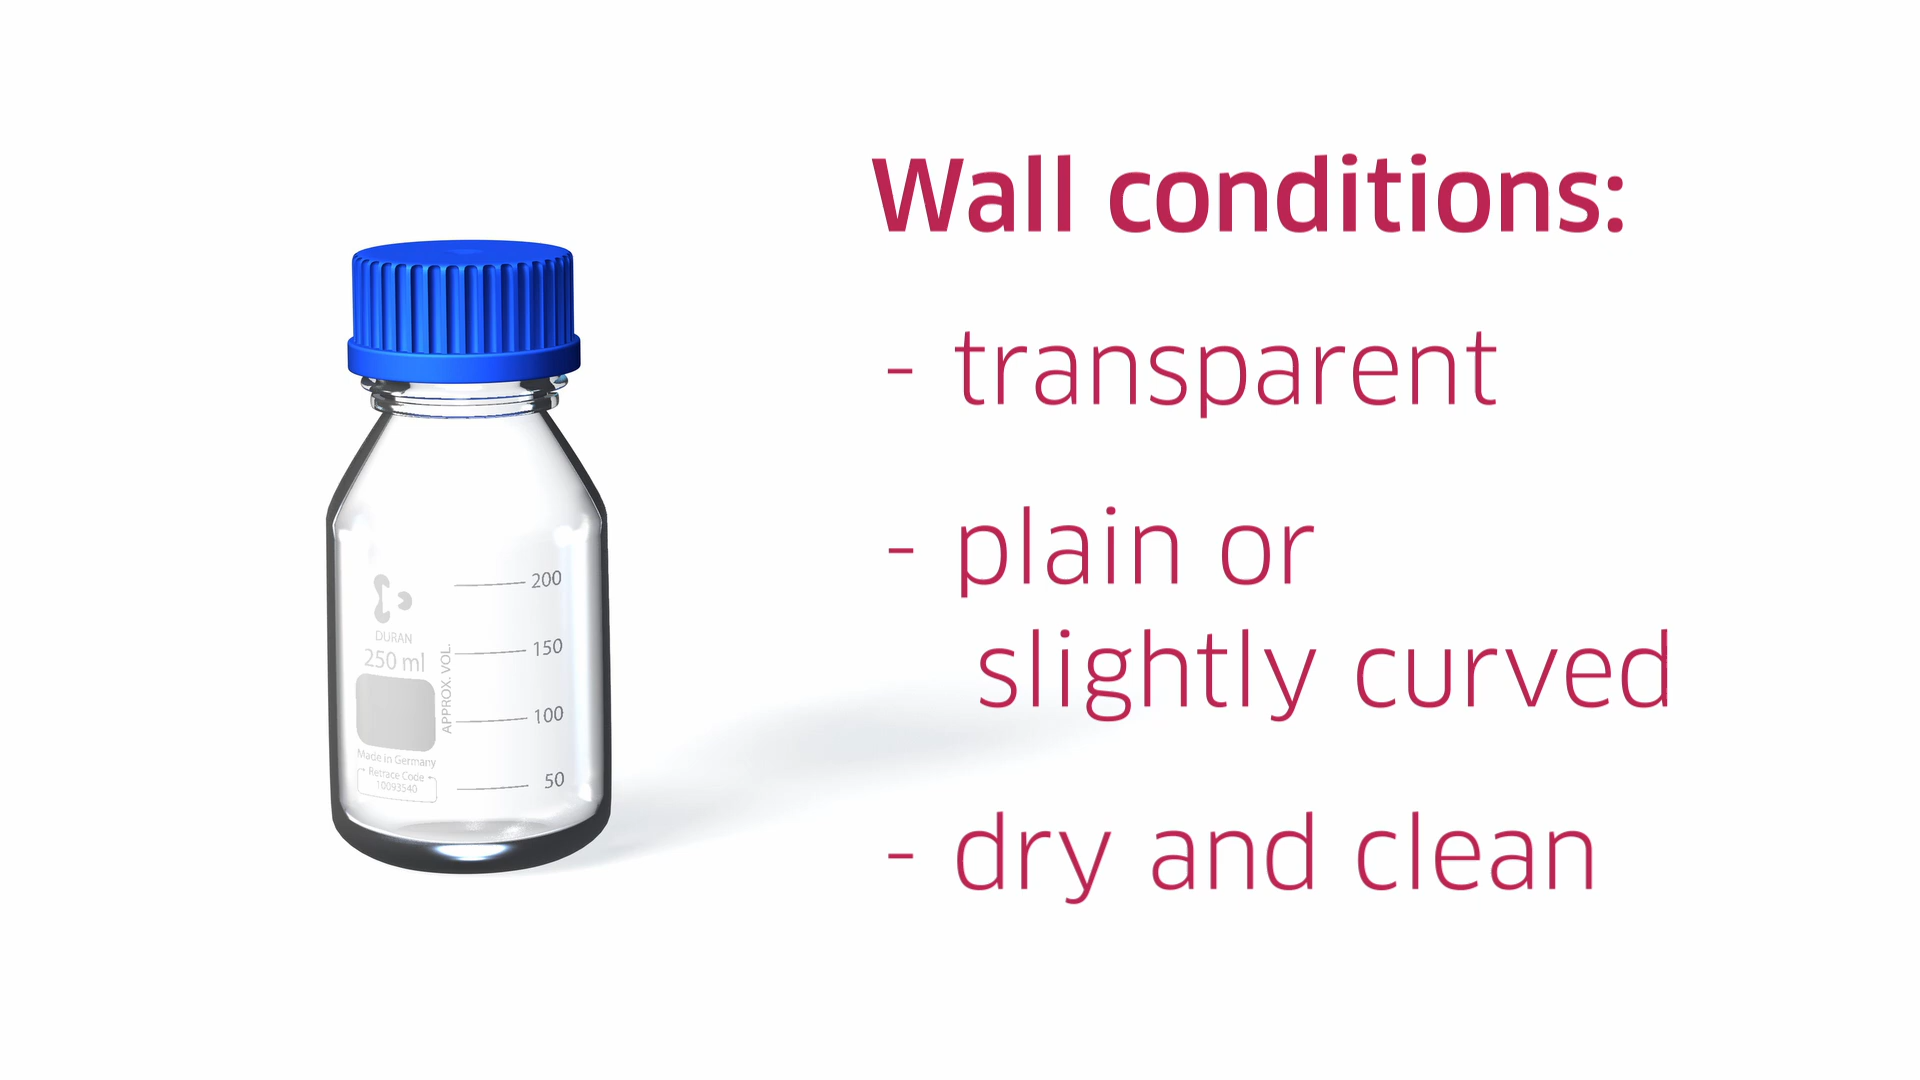 Wall conditions:
- transparent
- plain or
slightly curved
- dry and clean
200
DURAN
150
250 ml
APPROX. VOL.
100
Made in Germany
Retrace Code
10093540
50